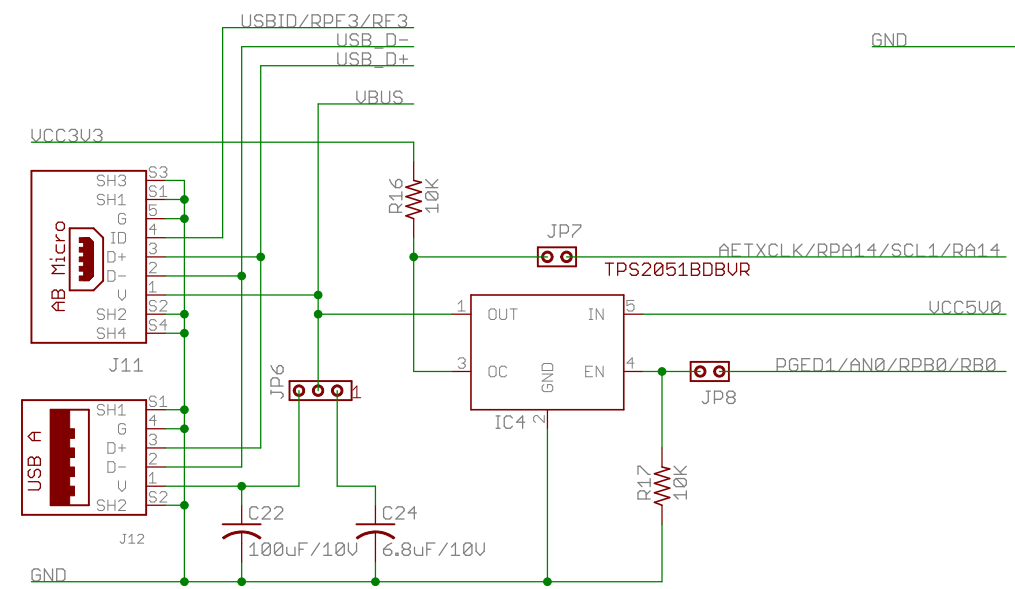 USBID/RPF3/RF3
USB_D-
USB_D+
GND
VBUS
VCC3V3
AB Micro
SH3 S3
SH1 S1
G 5
ID 4
D+ 3
D- 2
V 1
SH2 S2
SH4 S4
J11
R16
10K
JP7
AETXCLK/RPA14/SCL1/RA14
TPS2051BDBVR
1 OUT
IN 5
VCC5V0
3 OC
GND
EN 4
PGED1/AN0/RPB0/RB0
JP8
IC4
2
JP6
1
USB A
SH1 S1
G 4
D+ 3
D- 2
V 1
SH2 S2
J12
C22
100uF/10V
C24
6.8uF/10V
R17
10K
GND